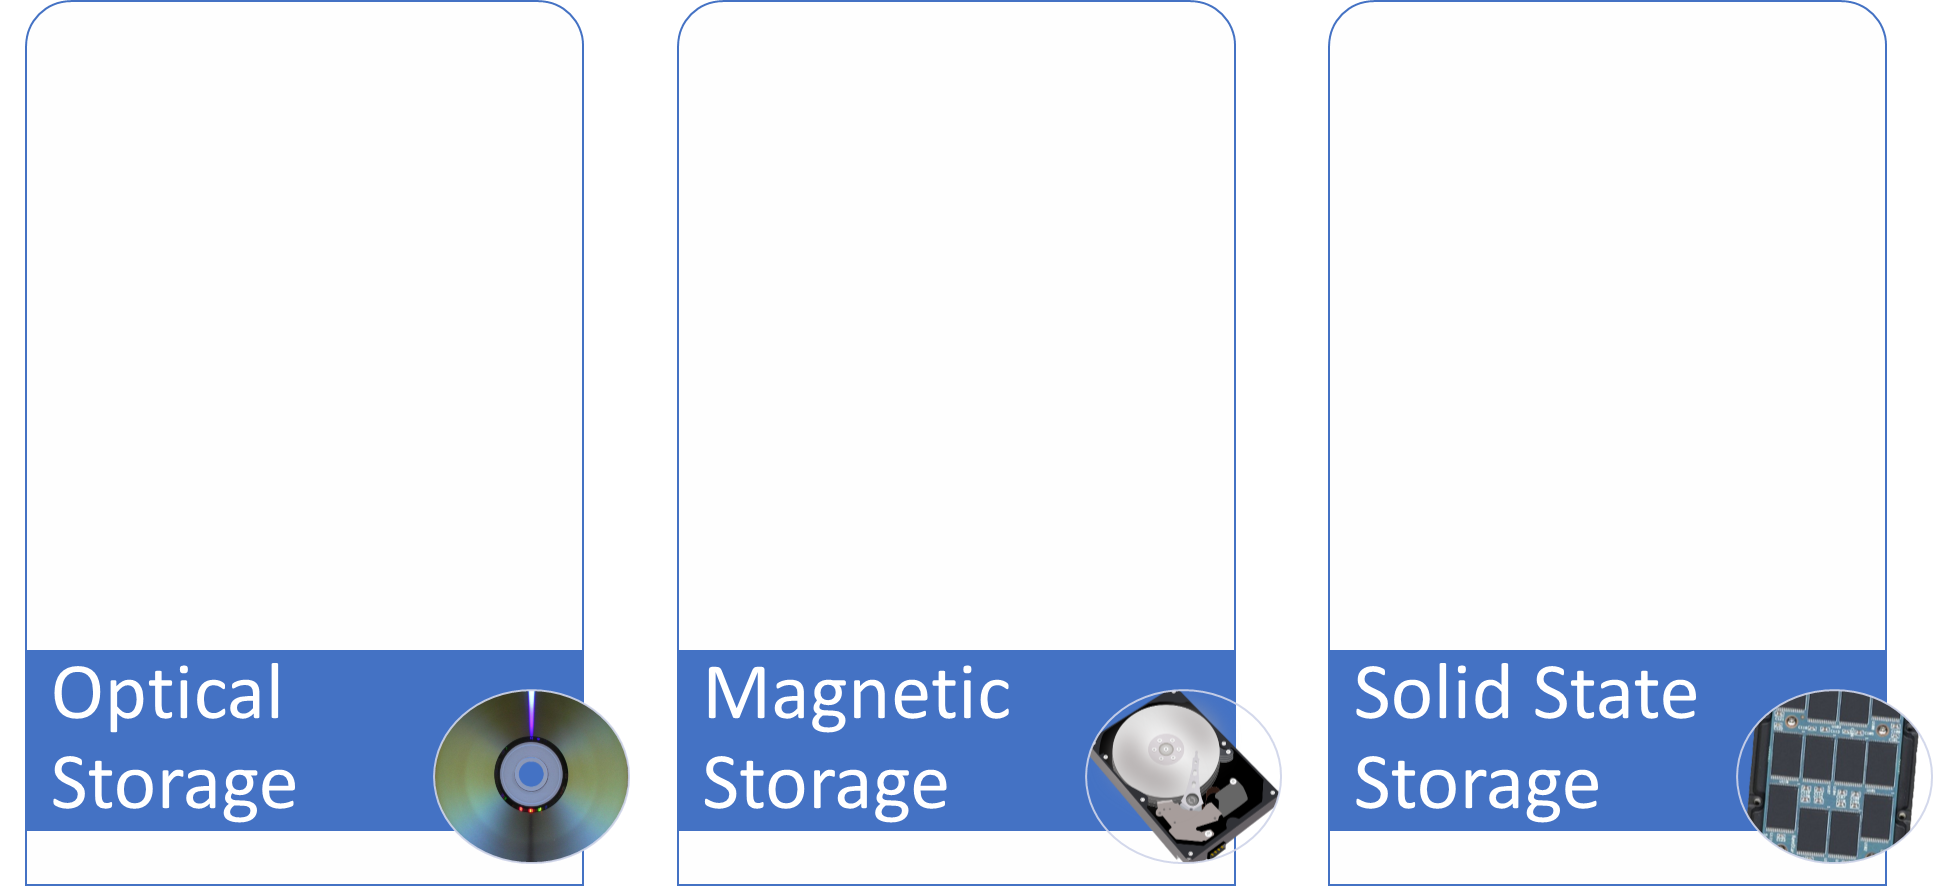 Optical
Storage
Magnetic
Storage
Solid State
Storage